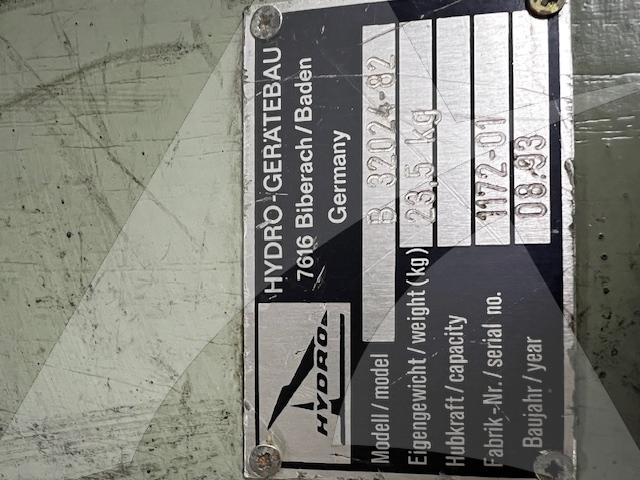 HYDRO-GERÄTEBAU
7616 Biberach/Baden
Germany
HYDRO
Modell/model B 32024-82
Eigengewicht/weight (kg) 23,5 kg
Hubkraft/capacity
Fabrik.-Nr./serial no. 1172-01
Baujahr/year 08.93